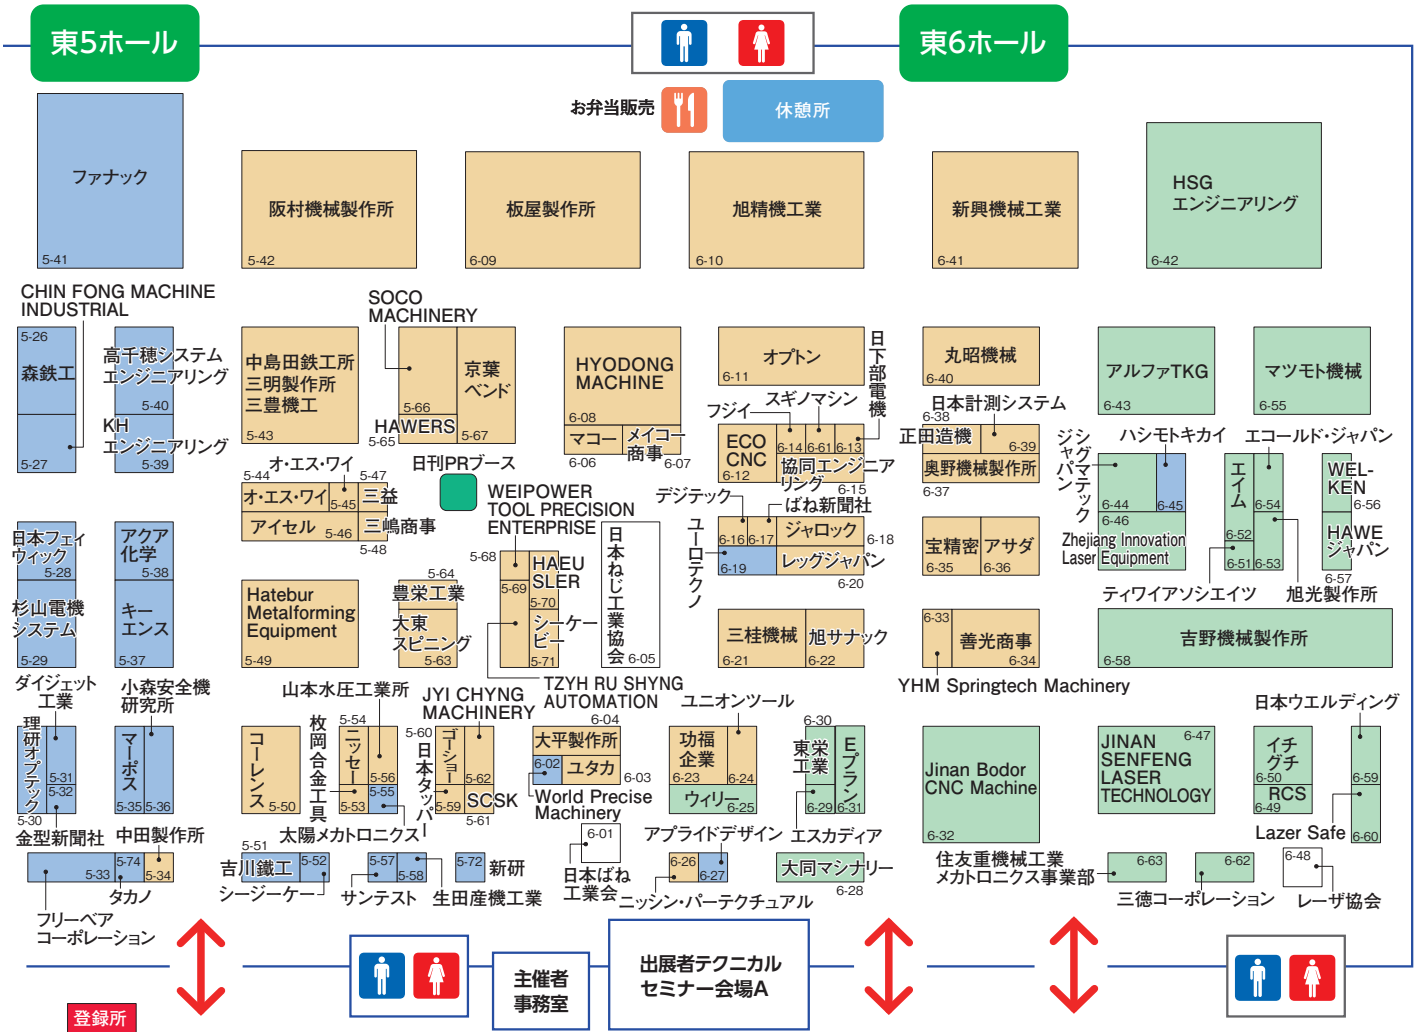 東5ホール
東6ホール
お弁当販売
休憩所
ファナック
5-41
阪村機械製作所
5-42
板屋製作所
6-09
旭精機工業
6-10
新興機械工業
6-41
HSG
エンジニアリング
6-42
CHIN FONG MACHINE
INDUSTRIAL
5-26
森鉄工
5-27
高千穂システム
エンジニアリング
5-40
KH
エンジニアリング
5-39
中島田鉄工所
三明製作所
三豊機工
5-43
SOCO
MACHINERY
5-66
HAWERS
5-65
京葉
ベンド
5-67
HYODONG
MACHINE
6-08
マコー
6-06
メイコー
商事
6-07
オプトン
6-11
日下部電機
フジイ
スギノマシン
ECO
CNC
6-12
6-14
6-61
6-13
協同エンジニア
リング
6-15
丸昭機械
6-40
日本計測システム
6-38
正田造機
6-39
奥野機械製作所
6-37
アルファTKG
6-43
マツモト機械
6-55
ジャパン
シグマテック
ハシモトキカイ
6-44
6-45
6-46
Zhejiang Innovation
Laser Equipment
エコールド・ジャパン
エイム
6-54
6-52
6-51
6-53
ティワイアソシエイツ
旭光製作所
WEL-
KEN
6-56
HAWE
ジャパン
6-57
オ・エス・ワイ
5-44
5-47
オ・エス・ワイ
5-45
三益
アイセル
5-46
三嶋商事
5-48
日刊PRブース
WEIPOWER
TOOL PRECISION
ENTERPRISE
5-68
HAEU
SLER
5-69
5-70
シーケー
ビー
5-71
TZYH RU SHYNG
AUTOMATION
日本ねじ工業協会
6-05
デジテック
ばね新聞社
ユーロテクノ
6-16
6-17
ジャロック
6-18
6-19
レッグジャパン
6-20
宝精密
6-35
アサダ
6-36
日本フェィ
ウィック
5-28
杉山電機
システム
5-29
アクア
化学
5-38
キー
エンス
5-37
Hatebur
Metalforming
Equipment
5-49
5-64
豊栄工業
大東
スピニング
5-63
三桂機械
6-21
旭サナック
6-22
6-33
善光商事
6-34
YHM Springtech Machinery
吉野機械製作所
6-58
ダイジェット
工業
理研オプテック
5-31
5-32
5-30
金型新聞社
小森安全機
研究所
マーポス
5-35
5-36
中田製作所
コーレンス
5-50
山本水圧工業所
枚岡合金工具
5-54
ニッセー
5-56
5-55
5-53
太陽メカトロニクス
JYI CHYNG
MACHINERY
5-60
日本タッパー
ゴーショー
5-62
5-59
SCSK
5-61
6-04
大平製作所
6-02
ユタカ
6-03
World Precise
Machinery
ユニオンツール
功福
企業
6-23
6-24
ウィリー
6-25
6-30
東栄
工業
6-29
Eプラン
6-31
エスカディア
Jinan Bodor
CNC Machine
6-32
6-47
JINAN
SENFENG
LASER
TECHNOLOGY
イチ
グチ
6-50
RCS
6-49
日本ウエルディング
6-59
Lazer Safe
6-60
5-33
5-74
5-34
タカノ
フリーベア
コーポレーション
5-51
吉川鐵工
5-52
シージーケー
5-57
5-58
サンテスト
生田産機工業
5-72
新研
6-01
日本ばね
工業会
アプライドデザイン
6-26
6-27
ニッシン・パーテクチュアル
大同マシナリー
6-28
住友重機械工業
メカトロニクス事業部
6-63
三徳コーポレーション
6-62
6-48
レーザ協会
主催者
事務室
出展者テクニカル
セミナー会場A
登録所